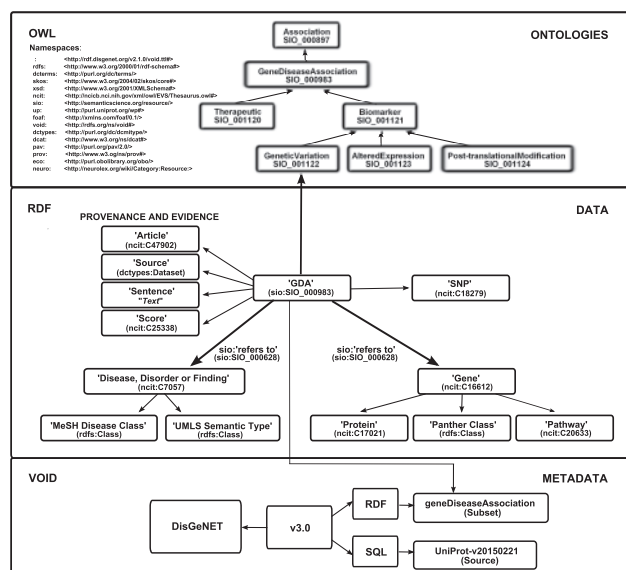 OWL
ONTOLOGIES
Namespaces:
: <http://rdf.disgenet.org/v2.1.0/void.ttl#>
rdfs: <http://www.w3.org/2000/01/rdf-schema#>
dcterms: <http://purl.org/dc/terms/>
skos: <http://www.w3.org/2004/02/skos/core#>
xsd: <http://www.w3.org/2001/XMLSchema#>
ncit: <http://ncicb.nci.nih.gov/xml/owl/EVS/Thesaurus.owl#>
sio: <http://semanticscience.org/resource/>
up: <http://purl.uniprot.org/wp#>
foaf: <http://xmlns.com/foaf/0.1/>
void: <http://rdfs.org/ns/void#>
dctypes: <http://purl.org/dc/dcmitype/>
dcat: <http://www.w3.org/ns/dcat#>
pav: <http://purl.org/pav/2.0/>
prov: <http://www.w3.org/ns/prov#>
eco: <http://purl.obolibrary.org/obo/>
neuro: <http://neurolex.org/wiki/Category:Resource:>
Association
SIO_000897
GeneDiseaseAssociation
SIO_000983
Therapeutic
SIO_001120
Biomarker
SIO_001121
GeneticVariation
SIO_001122
AlteredExpression
SIO_001123
Post-translationalModification
SIO_001124
RDF
DATA
PROVENANCE AND EVIDENCE
'Article'
(ncit:C47902)
'Source'
(dctypes:Dataset)
'Sentence'
"Text"
'Score'
(ncit:C25338)
'GDA'
(sio:SIO_000983)
'SNP'
(ncit:C18279)
sio:'refers to'
(sio:SIO_000628)
sio:'refers to'
(sio:SIO_000628)
'Disease, Disorder or Finding'
(ncit:C7057)
'Gene'
(ncit:C16612)
'MeSH Disease Class'
(rdfs:Class)
'UMLS Semantic Type'
(rdfs:Class)
'Protein'
(ncit:C17021)
'Panther Class'
(rdfs:Class)
'Pathway'
(ncit:C20633)
VOID
METADATA
DisGeNET
v3.0
RDF
geneDiseaseAssociation
(Subset)
SQL
UniProt-v20150221
(Source)